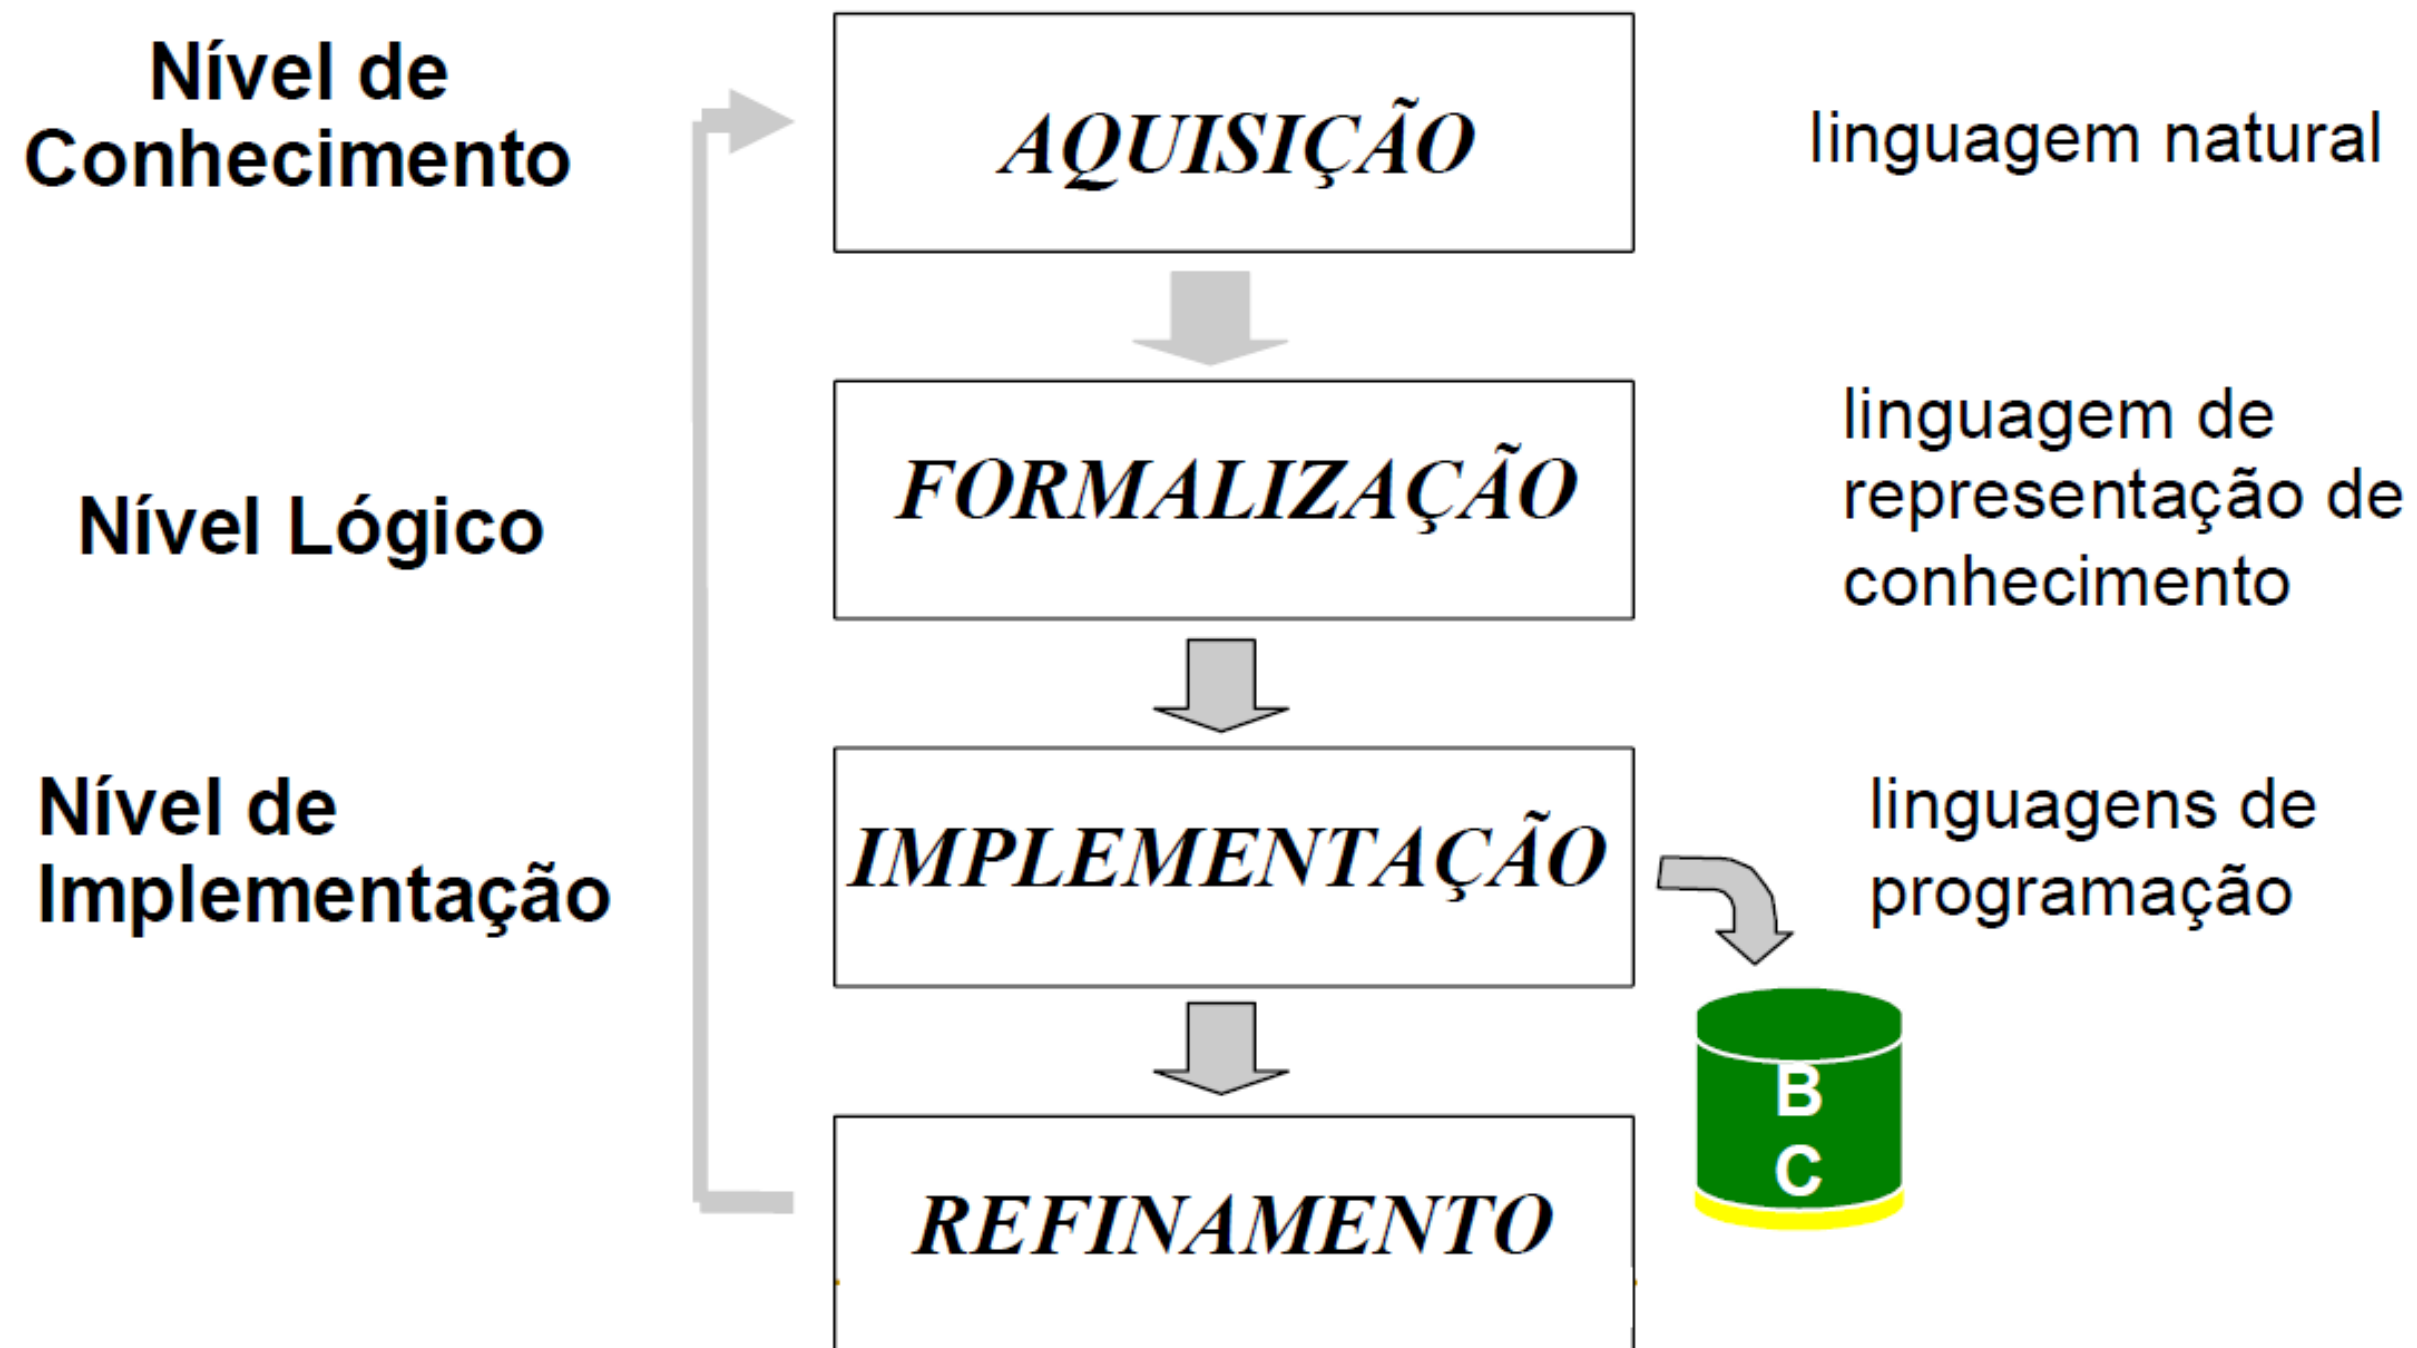 Nível de
Conhecimento
AQUISIÇÃO
linguagem natural
Nível Lógico
FORMALIZAÇÃO
linguagem de
representação de
conhecimento
Nível de
Implementação
IMPLEMENTAÇÃO
linguagens de
programação
B
C
REFINAMENTO